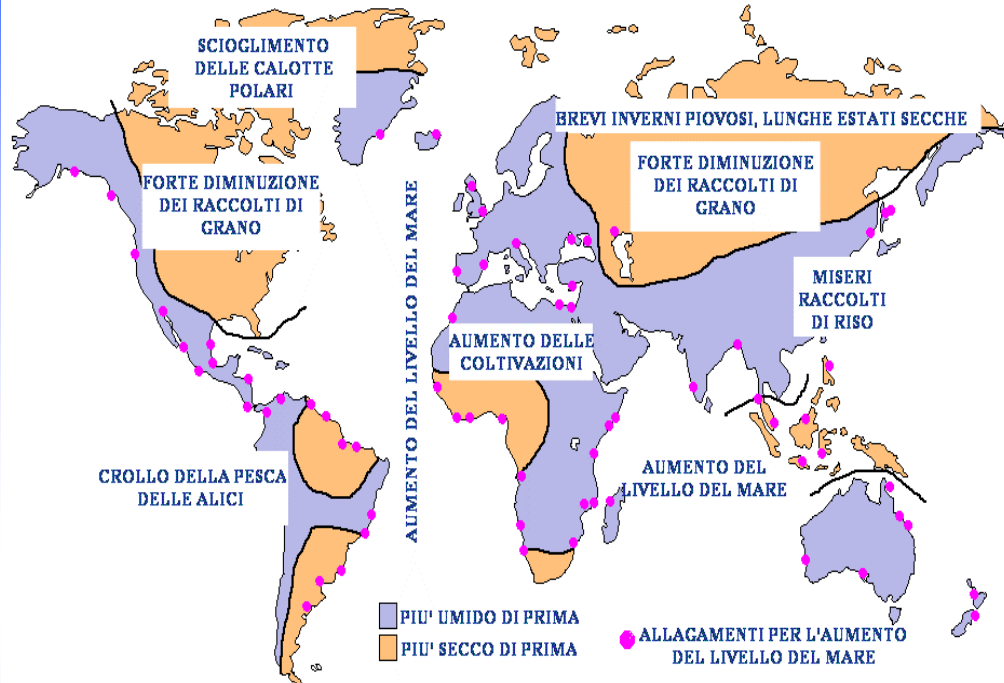 SCIOGLIMENTO
DELLE CALOTTE
POLARI
BREVI INVERNI PIOVOSI, LUNGHE ESTATI SECCHE
FORTE DIMINUZIONE
DEI RACCOLTI DI
GRANO
FORTE DIMINUZIONE
DEI RACCOLTI DI
GRANO
AUMENTO DEL LIVELLO DEL MARE
MISERI
RACCOLTI
DI RISO
AUMENTO DELLE
COLTIVAZIONI
CROLLO DELLA PESCA
DELLE ALICI
AUMENTO DEL
LIVELLO DEL MARE
PIU' UMIDO DI PRIMA
PIU' SECCO DI PRIMA
ALLAGAMENTI PER L'AUMENTO
DEL LIVELLO DEL MARE